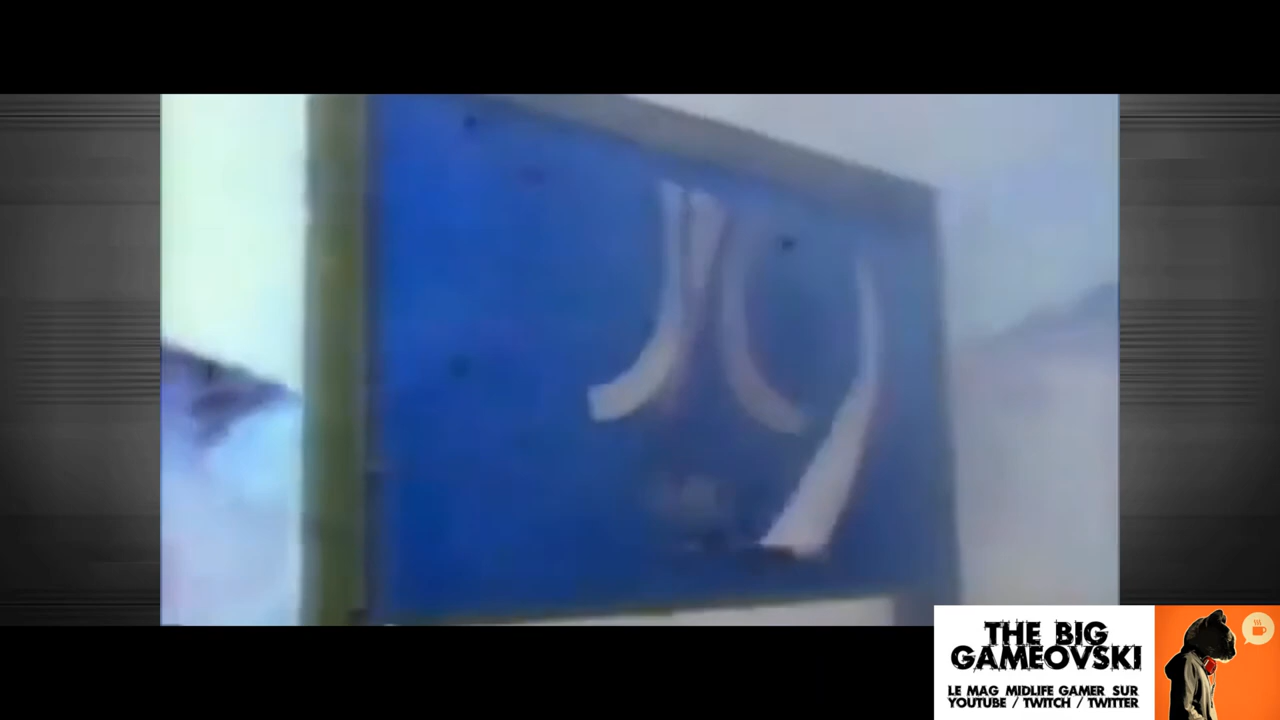 THE BIG
GAMEOVSKI
LE MAG MIDLIFE GAMER SUR
YOUTUBE / TWITCH / TWITTER